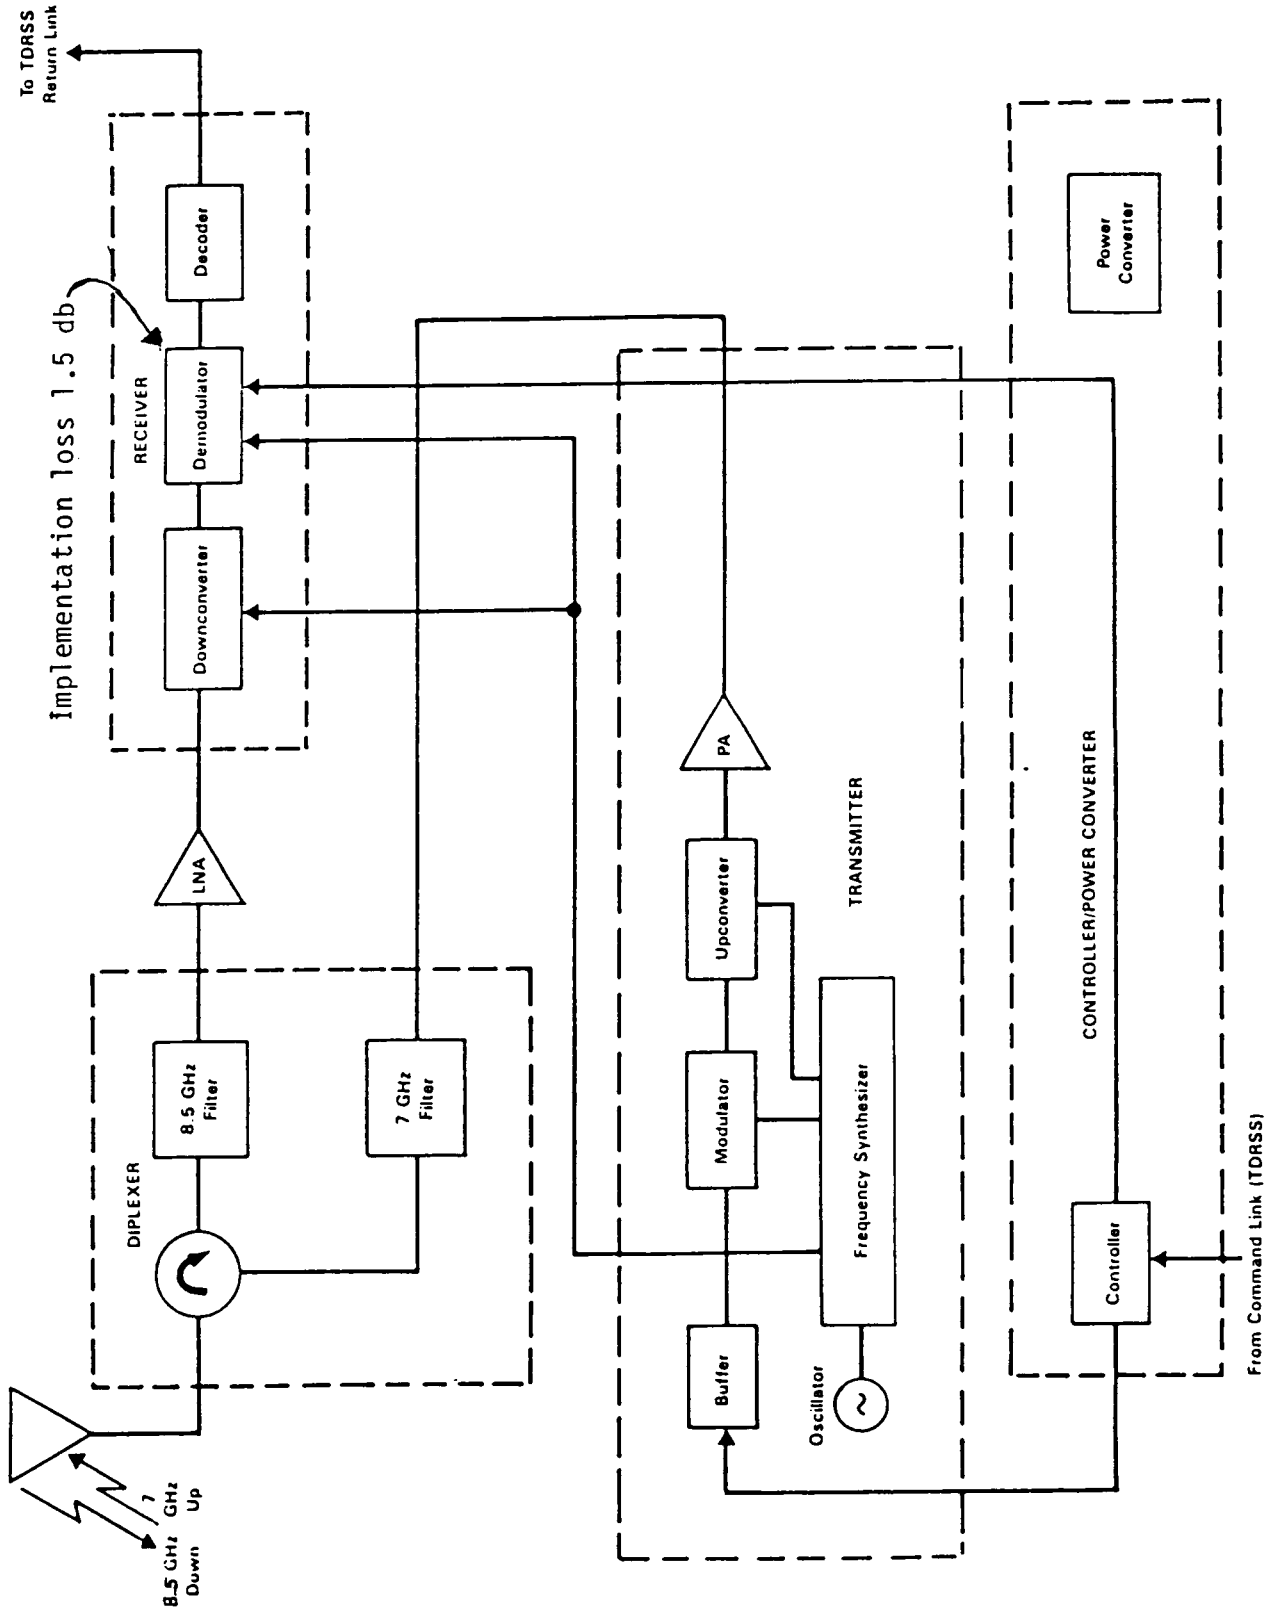 To TDRSS
Return Link
Implementation loss 1.5 db
RECEIVER
Downconverter
Demodulator
Decoder
LNA
DIPLEXER
8.5 GHz
Filter
7 GHz
Filter
8.5 GHz
Down
7
GHz
Up
Buffer
Modulator
Upconverter
PA
Oscillator
Frequency Synthesizer
TRANSMITTER
CONTROLLER/POWER CONVERTER
Controller
Power
Converter
From Command Link (TDRSS)